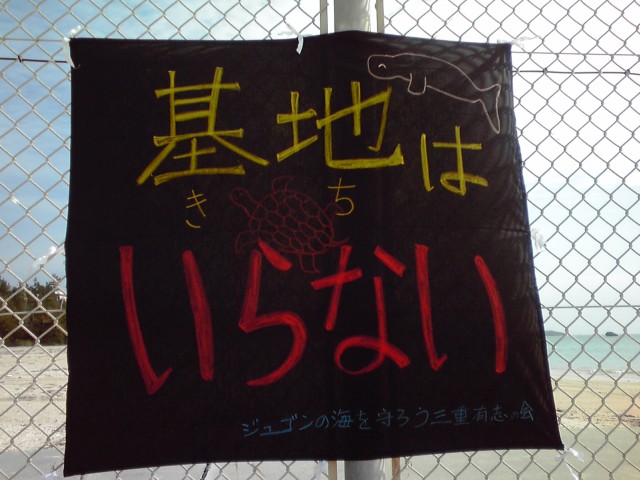 基地は
きち
いらない
ジュゴンの海を守ろう三重有志の会